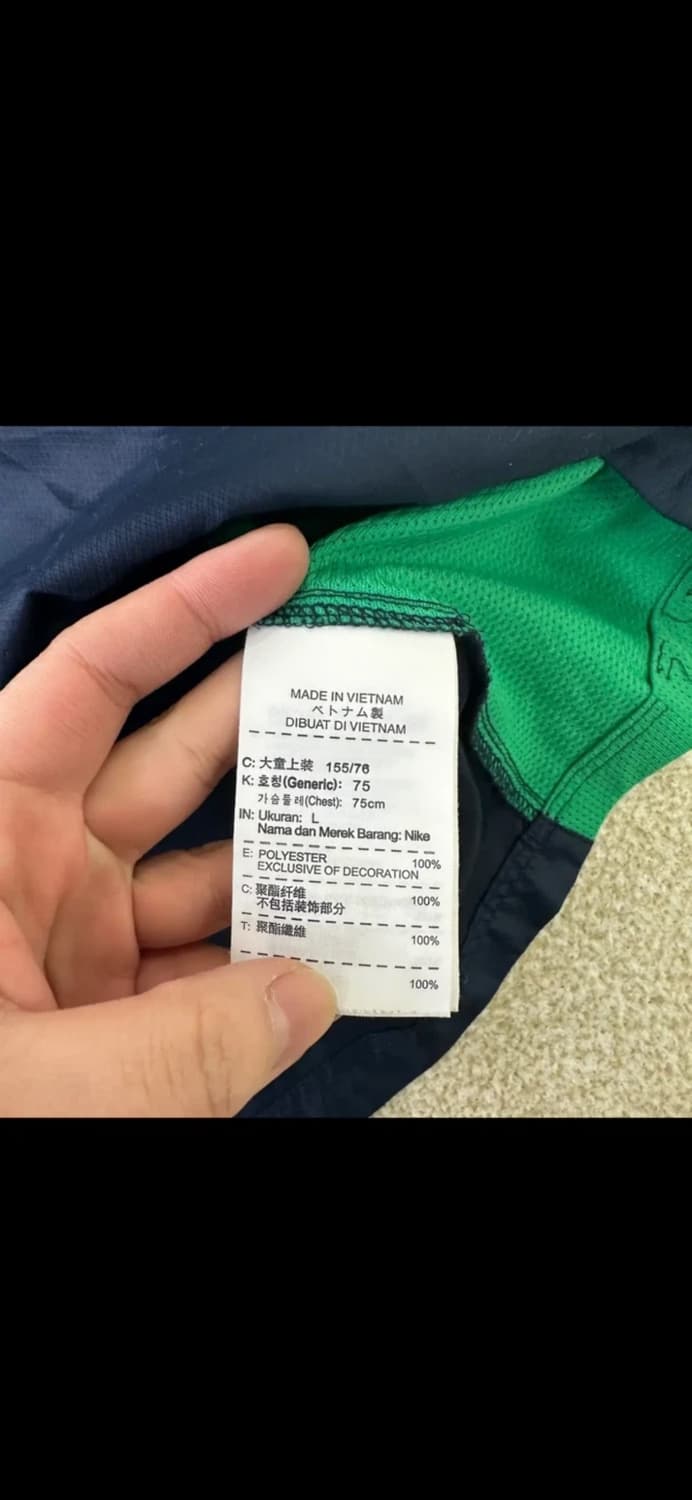 MADE IN VIETNAM
ベトナム製
DIBUAT DI VIETNAM
C: 大童上装 155/76
K: 호칭(Generic): 75
가슴둘레(Chest): 75cm
IN: Ukuran: L
Nama dan Merek Barang: Nike
E: POLYESTER 100%
EXCLUSIVE OF DECORATION
C: 聚酯纤维 100%
不包括装饰部分
T: 聚酯纖維 100%
100%